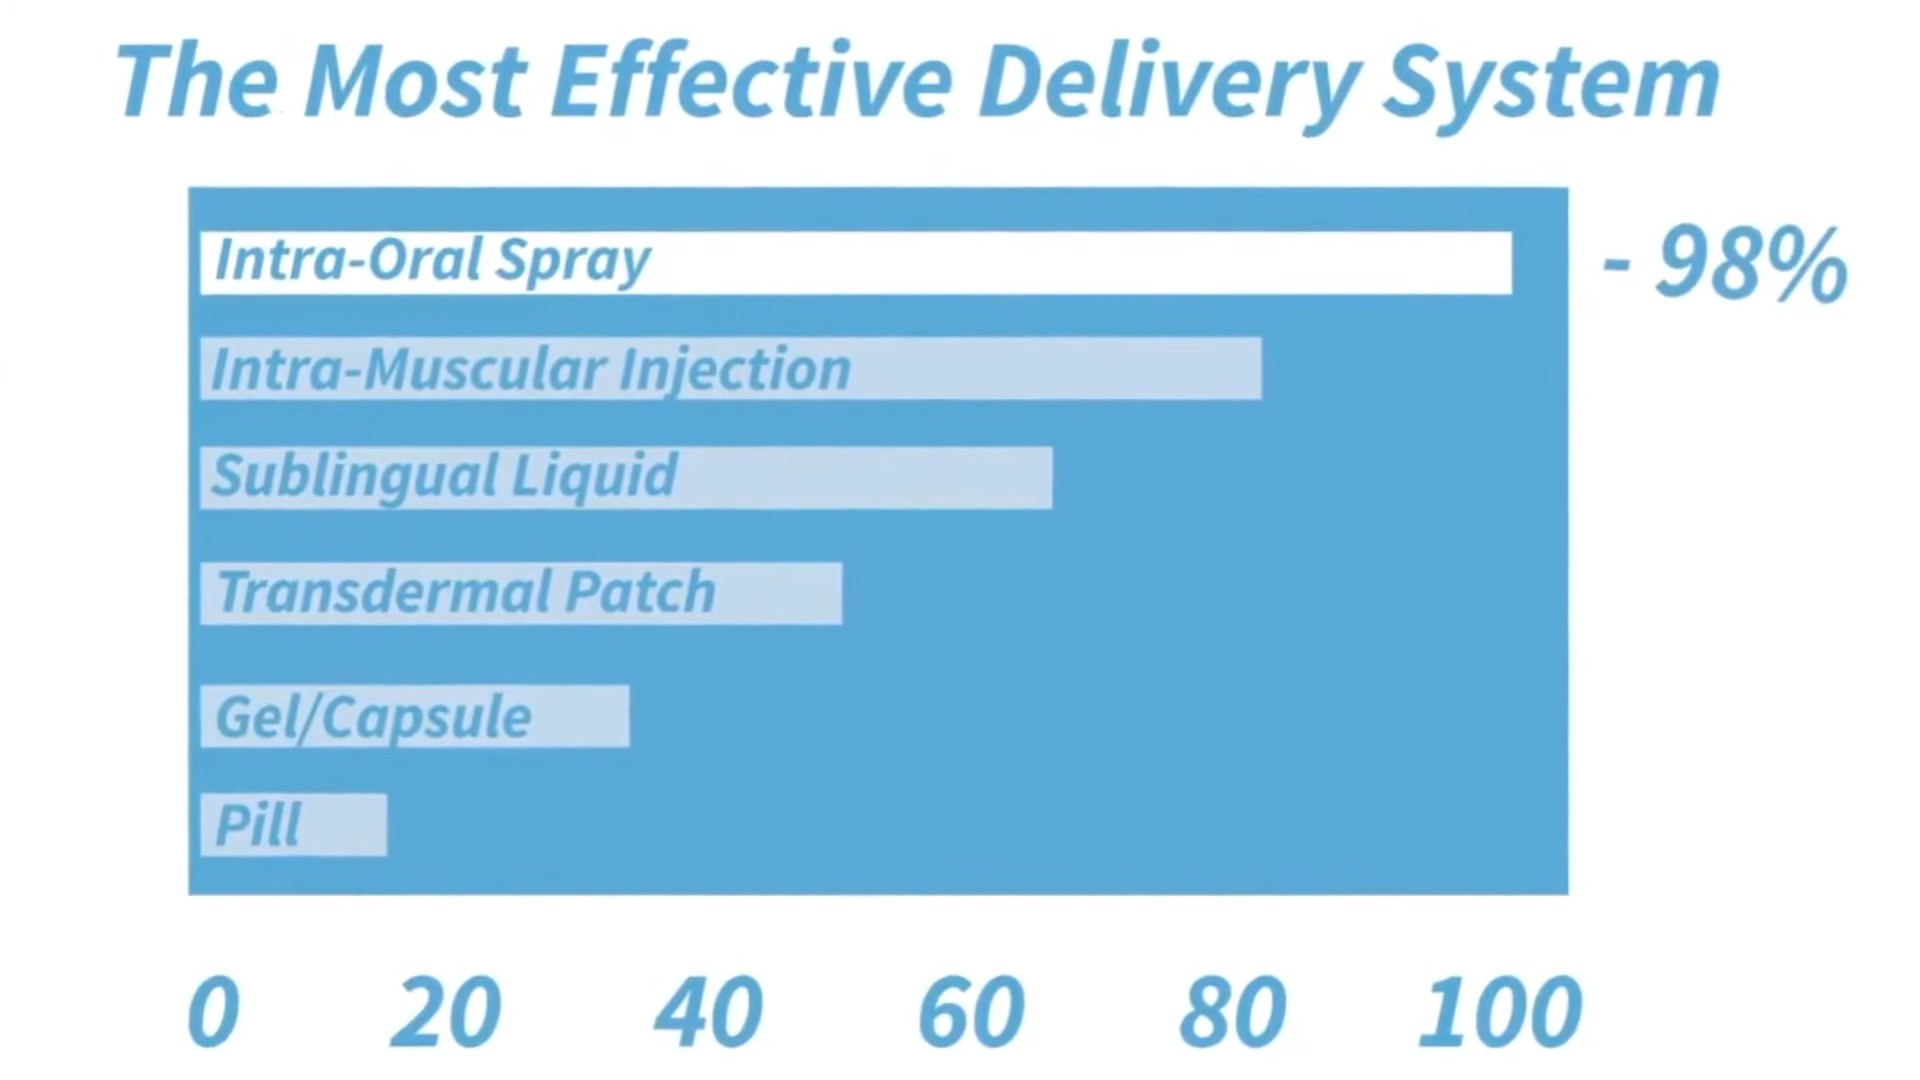 The Most Effective Delivery System
Intra-Oral Spray
- 98%
Intra-Muscular Injection
Sublingual Liquid
Transdermal Patch
Gel/Capsule
Pill
0 20 40 60 80 100